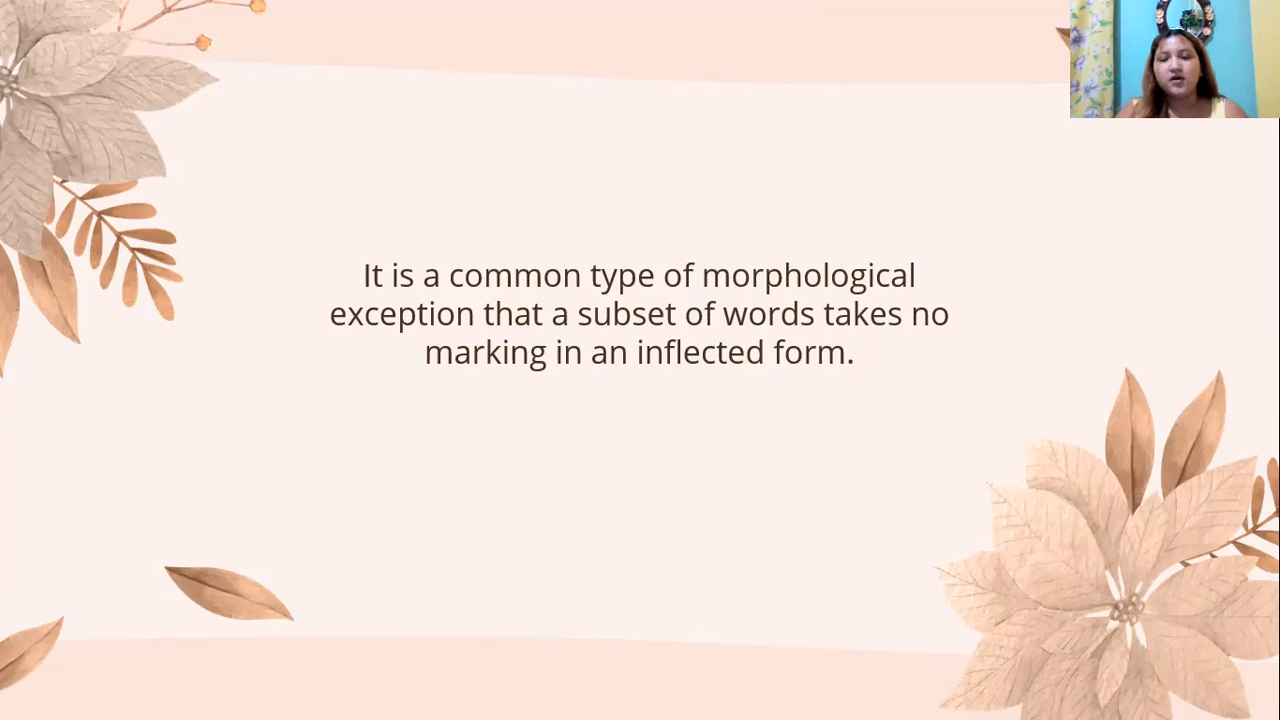 It is a common type of morphological
exception that a subset of words takes no
marking in an inflected form.